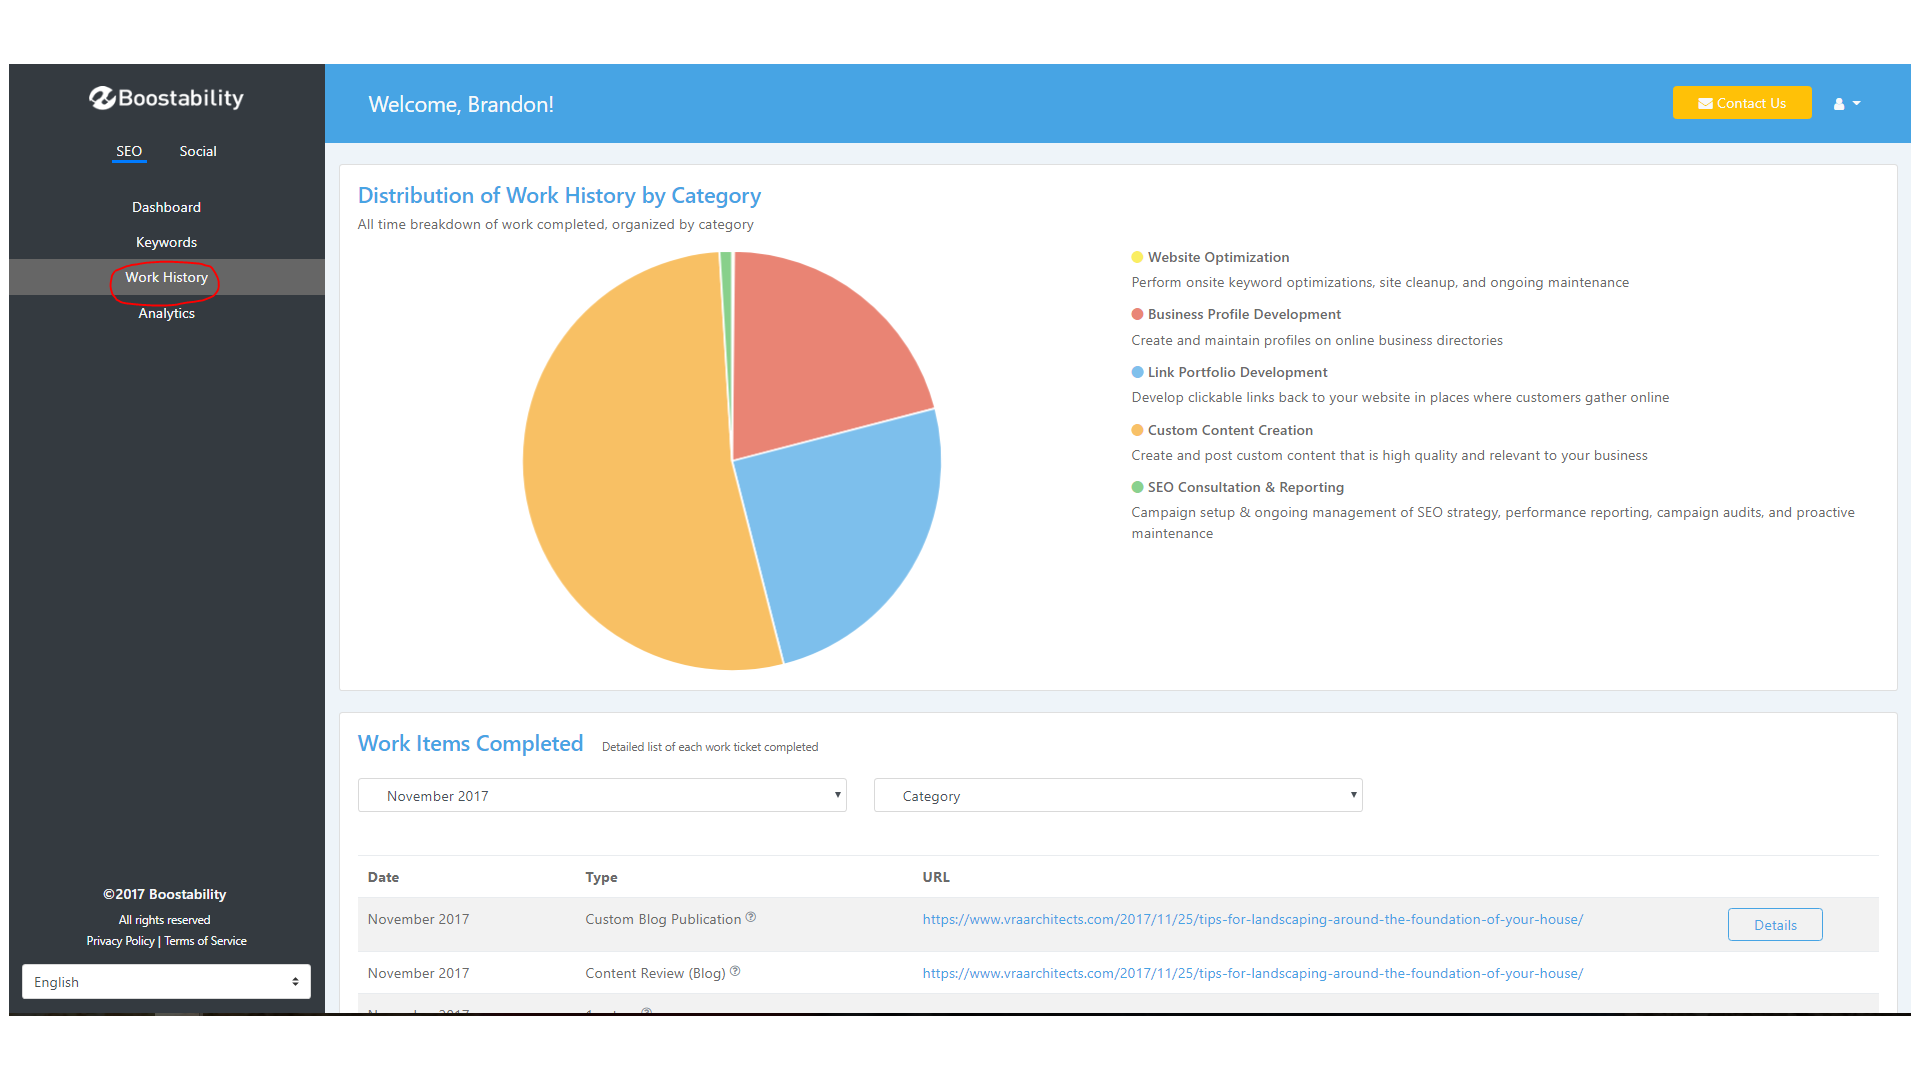 Boostability
SEO Social
Dashboard
Keywords
Work History
Analytics
©2017 Boostability
All rights reserved
Privacy Policy | Terms of Service
English
Welcome, Brandon!
Contact Us
Distribution of Work History by Category
All time breakdown of work completed, organized by category
Website Optimization
Perform onsite keyword optimizations, site cleanup, and ongoing maintenance
Business Profile Development
Create and maintain profiles on online business directories
Link Portfolio Development
Develop clickable links back to your website in places where customers gather online
Custom Content Creation
Create and post custom content that is high quality and relevant to your business
SEO Consultation & Reporting
Campaign setup & ongoing management of SEO strategy, performance reporting, campaign audits, and proactive
maintenance
Work Items Completed Detailed list of each work ticket completed
November 2017 Category
Date Type URL
November 2017 Custom Blog Publication https://www.vraarchitects.com/2017/11/25/tips-for-landscaping-around-the-foundation-of-your-house/ Details
November 2017 Content Review (Blog) https://www.vraarchitects.com/2017/11/25/tips-for-landscaping-around-the-foundation-of-your-house/